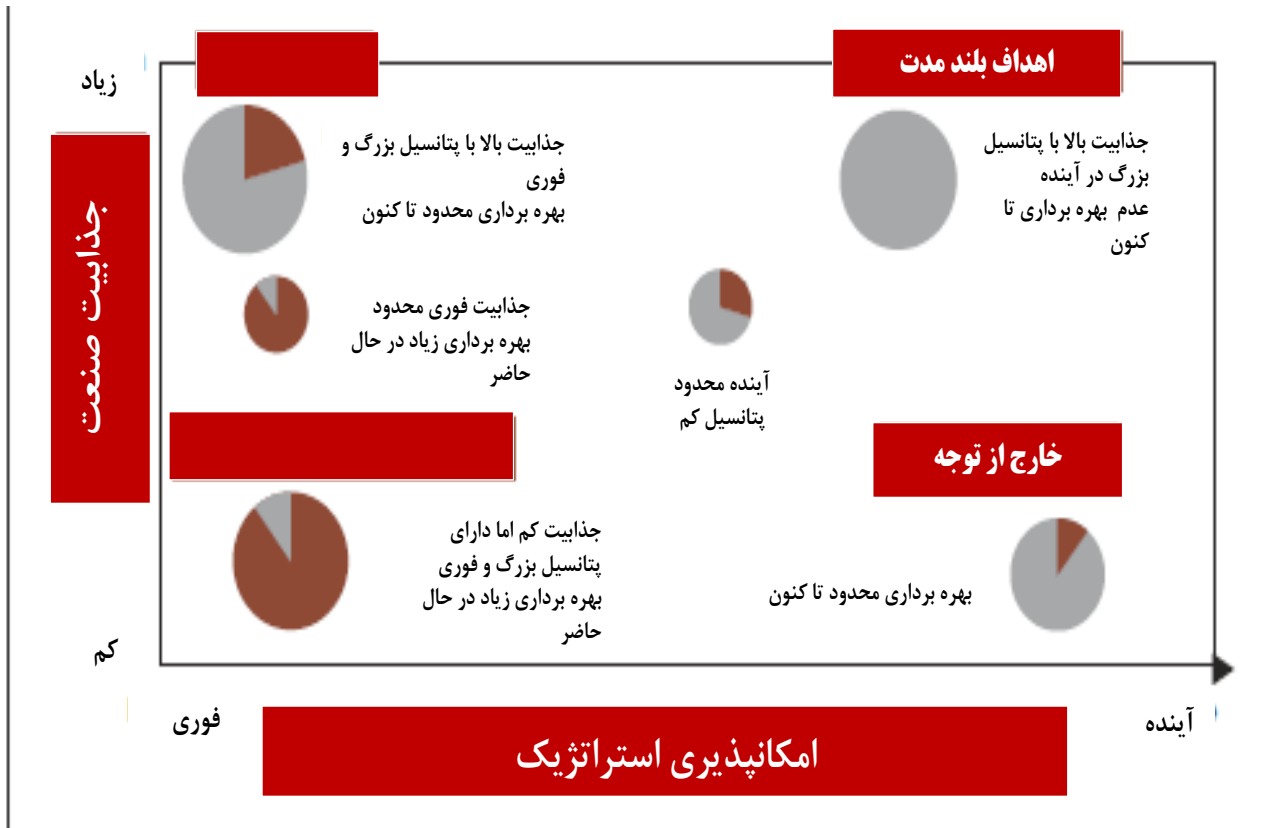 زیاد
اهداف بلند مدت
جذابیت بالا با پتانسیل بزرگ و
فوری
بهره برداری محدود تا کنون
جذابیت بالا با پتانسیل
بزرگ در آینده
عدم بهره برداری تا
کنون
جذابیت صنعت
جذابیت فوری محدود
بهره برداری زیاد در حال
حاضر
آینده محدود
پتانسیل کم
خارج از توجه
جذابیت کم اما دارای
پتانسیل بزرگ و فوری
بهره برداری زیاد در حال
حاضر
بهره برداری محدود تا کنون
کم
فوری
آینده
امکانپذیری استراتژیک